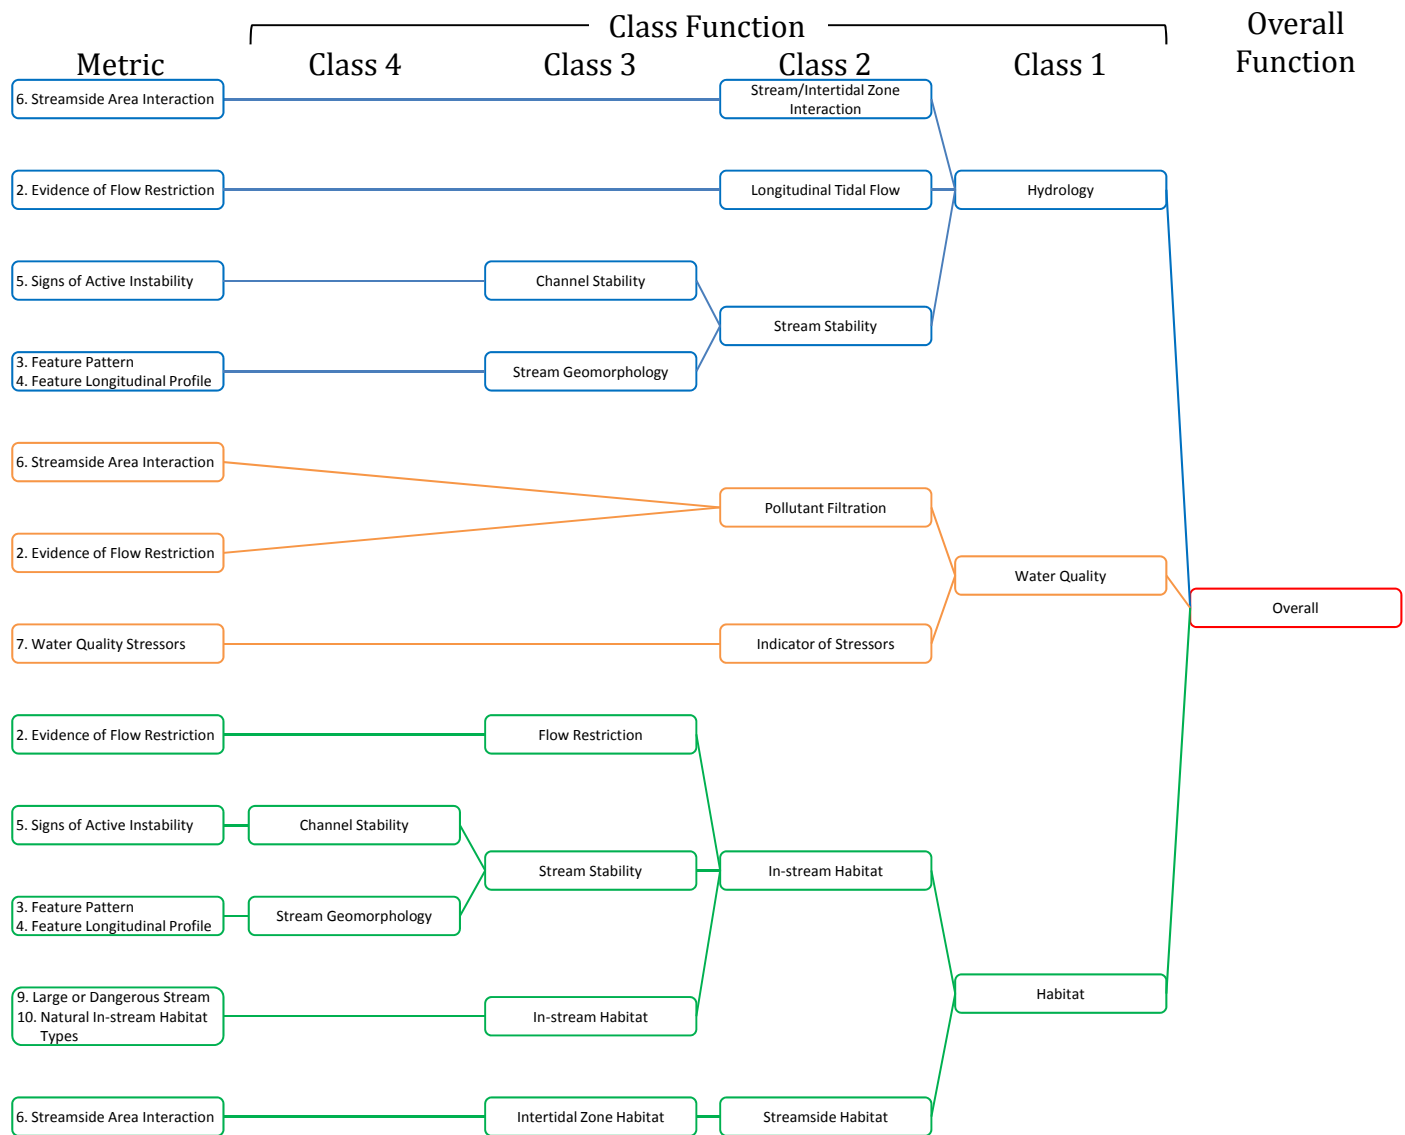 Class Function
Overall
Function
Metric
Class 4
Class 3
Class 2
Class 1
6. Streamside Area Interaction
Stream/Intertidal Zone
Interaction
2. Evidence of Flow Restriction
Longitudinal Tidal Flow
Hydrology
5. Signs of Active Instability
Channel Stability
Stream Stability
3. Feature Pattern
4. Feature Longitudinal Profile
Stream Geomorphology
6. Streamside Area Interaction
Pollutant Filtration
2. Evidence of Flow Restriction
Water Quality
Overall
7. Water Quality Stressors
Indicator of Stressors
2. Evidence of Flow Restriction
Flow Restriction
5. Signs of Active Instability
Channel Stability
Stream Stability
In-stream Habitat
3. Feature Pattern
4. Feature Longitudinal Profile
Stream Geomorphology
Habitat
9. Large or Dangerous Stream
10. Natural In-stream Habitat
Types
In-stream Habitat
6. Streamside Area Interaction
Intertidal Zone Habitat
Streamside Habitat